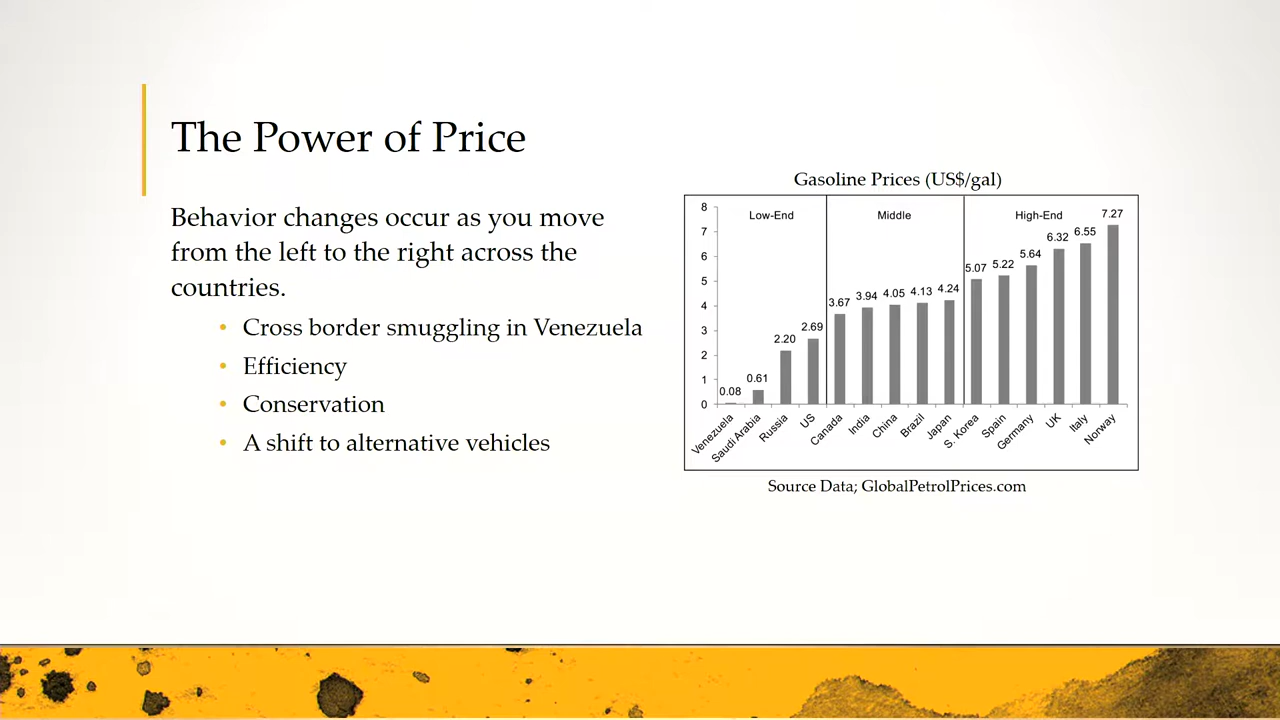 The Power of Price
Behavior changes occur as you move
from the left to the right across the
countries.
• Cross border smuggling in Venezuela
• Efficiency
• Conservation
• A shift to alternative vehicles
Gasoline Prices (US$/gal)
Low-End
Middle
High-End
8
7
6
5
4
3
2
1
0
0.08
0.61
2.20
2.69
3.67
3.94
4.05
4.13
4.24
5.07
5.22
5.64
6.32
6.55
7.27
Venezuela
Saudi Arabia
Russia
US
Canada
India
China
Brazil
Japan
S. Korea
Spain
Germany
UK
Italy
Norway
Source Data; GlobalPetrolPrices.com